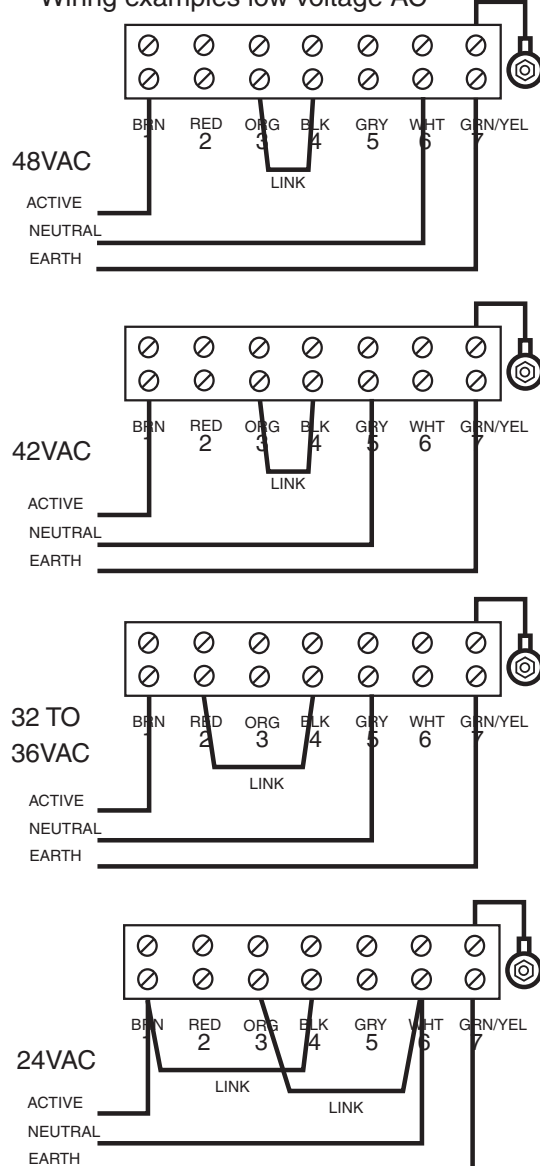 Wiring examples low voltage AC
BRN RED ORG BLK GRY WHT GRN/YEL
1 2 3 4 5 6 7
48VAC
LINK
ACTIVE
NEUTRAL
EARTH
BRN RED ORG BLK GRY WHT GRN/YEL
1 2 3 4 5 6 7
42VAC
LINK
ACTIVE
NEUTRAL
EARTH
BRN RED ORG BLK GRY WHT GRN/YEL
1 2 3 4 5 6 7
32 TO
36VAC
LINK
ACTIVE
NEUTRAL
EARTH
BRN RED ORG BLK GRY WHT GRN/YEL
1 2 3 4 5 6 7
24VAC
LINK
LINK
ACTIVE
NEUTRAL
EARTH